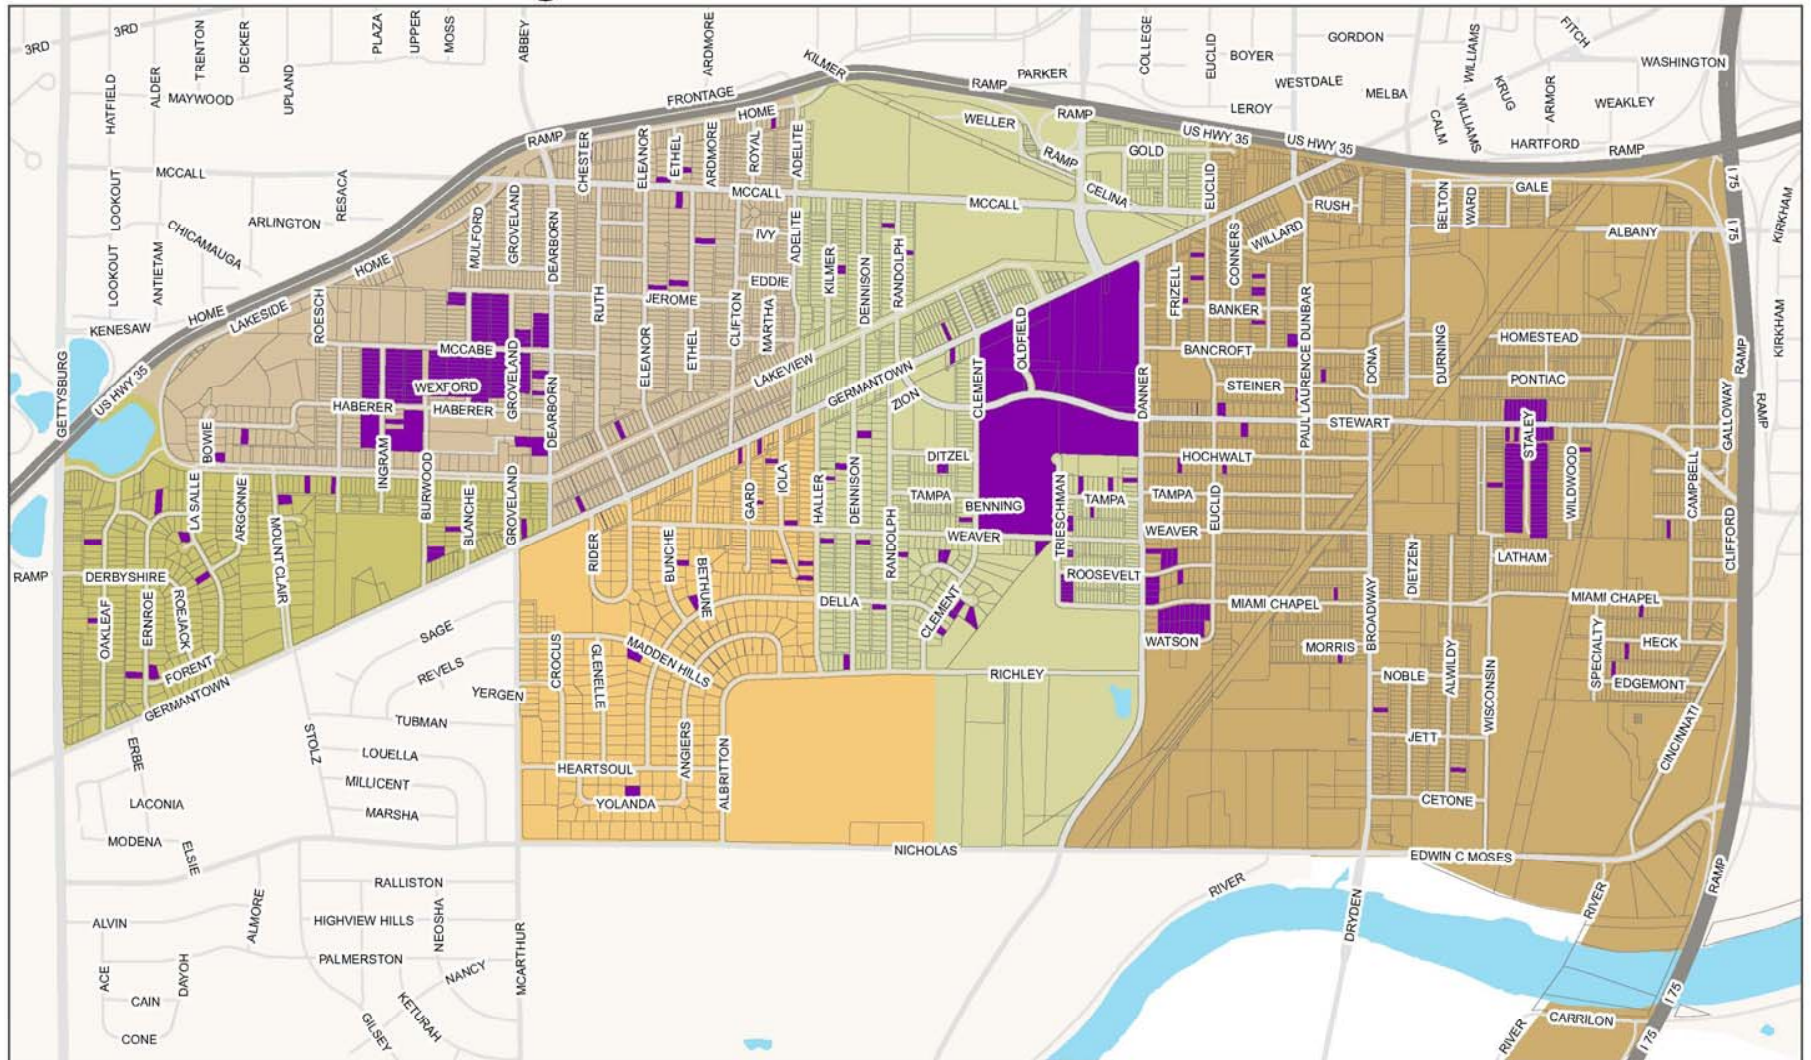 3RD
3RD
PLAZA
UPPER
MOSS
ABBEY
ARDMORE
KILMER
PARKER
COLLEGE
EUCLID
BOYER
GORDON
WILLIAMS
FITCH
WASHINGTON
HATFIELD
ALDER
TRENTON
DECKER
UPLAND
MAYWOOD
FRONTAGE
RAMP
WESTDALE
MELBA
LEROY
KRUG
WILLIAMS
ARMOR
WEAKLEY
CALM
HARTFORD
RAMP
RAMP
HOME
WELLER
RAMP
RAMP
US HWY 35
US HWY 35
GOLD
MCCALL
LOOKOUT
RESACA
ARLINGTON
CHICAMAUGA
LOOKOUT
ANTIETAM
CHESTER
ELEANOR
ETHEL
ARDMORE
ROYAL
ADELITE
MCCALL
MCCALL
CELINA
EUCLID
RUSH
BELTON
WARD
GALE
I 75
KIRKHAM
MULFORD
GROVELAND
DEARBORN
IVY
ADELITE
KILMER
DENNISON
RANDOLPH
CONNERS
WILLARD
ALBANY
I 75
HOME
HOME
LAKESIDE
KENESAW
ROESCH
RUTH
JEROME
EDDIE
CLIFTON
MARTHA
FRIZELL
BANKER
PAUL LAURENCE DUNBAR
KIRKHAM
GETTYSBURG
US HWY 35
MCCABE
GROVELAND
WEXFORD
DEARBORN
ELEANOR
ETHEL
LAKEVIEW
GERMANTOWN
ZION
CLEMENT
OLDFIELD
DANNER
BANCROFT
STEINER
DONA
DURNING
HOMESTEAD
PONTIAC
RAMP
GALLOWAY
RAMP
HABERER
HABERER
BOWIE
INGRAM
STEWART
STALEY
WILDWOOD
CAMPBELL
CLIFFORD
LA SALLE
ARGONNE
MOUNT CLAIR
BURWOOD
BLANCHE
GROVELAND
GARD
IOLA
HALLER
DENNISON
DITZEL
TAMPA
BENNING
TRIESCHMAN
TAMPA
HOCHWALT
TAMPA
EUCLID
WEAVER
WEAVER
RANDOLPH
RAMP
DERBYSHIRE
OAKLEAF
ERNROE
ROEJACK
FORENT
GERMANTOWN
RIDER
BUNCHE
BETHUNE
DELLA
CLEMENT
ROOSEVELT
MIAMI CHAPEL
BROADWAY
DIETZEN
LATHAM
MIAMI CHAPEL
WATSON
MORRIS
SPECIALTY
HECK
EDGEMONT
SAGE
REVELS
YERGEN
CROCUS
GLENELLE
MADDEN HILLS
RICHLEY
NOBLE
ALWILDY
WISCONSIN
CINCINNATI
ERBE
STOLZ
TUBMAN
LOUELLA
MILLICENT
MARSHA
HEARTSOUL
ANGIERS
ALBRITTON
YOLANDA
JETT
CETONE
LACONIA
MODENA
ELSIE
NICHOLAS
EDWIN C MOSES
RAMP
RALLISTON
ALMORE
ALVIN
HIGHVIEW HILLS
NEOSHA
MCARTHUR
RIVER
DRYDEN
RIVER
ACE
DAYOH
PALMERSTON
NANCY
CAIN
CONE
GILSEY
KETURAH
I 75
CARRILON
RIVER
I 75